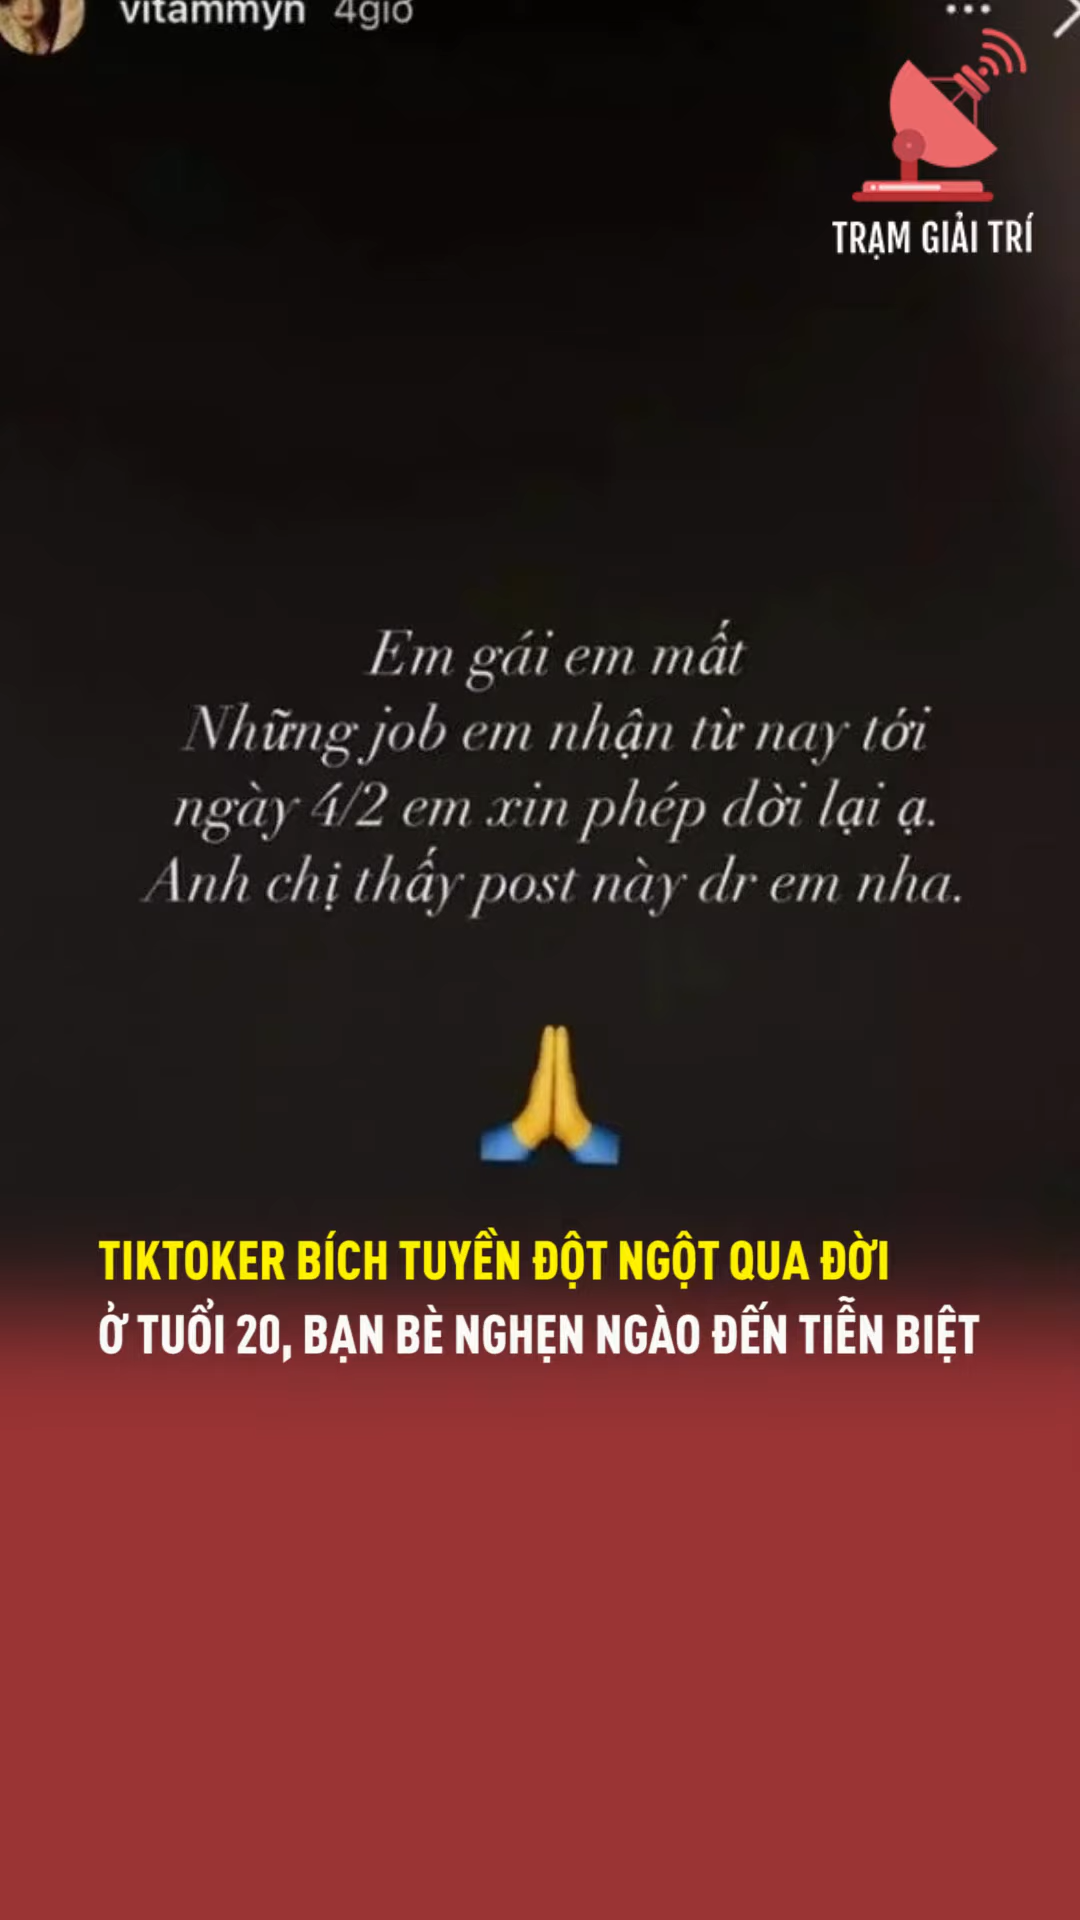 vitammyn 4giờ
TRẠM GIẢI TRÍ
Em gái em mất
Những job em nhận từ nay tới
ngày 4/2 em xin phép dời lại ạ.
Anh chị thấy post này dr em nha.
TIKTOKER BÍCH TUYỀN ĐỘT NGỘT QUA ĐỜI
Ở TUỔI 20, BẠN BÈ NGHẸN NGÀO ĐẾN TIỄN BIỆT